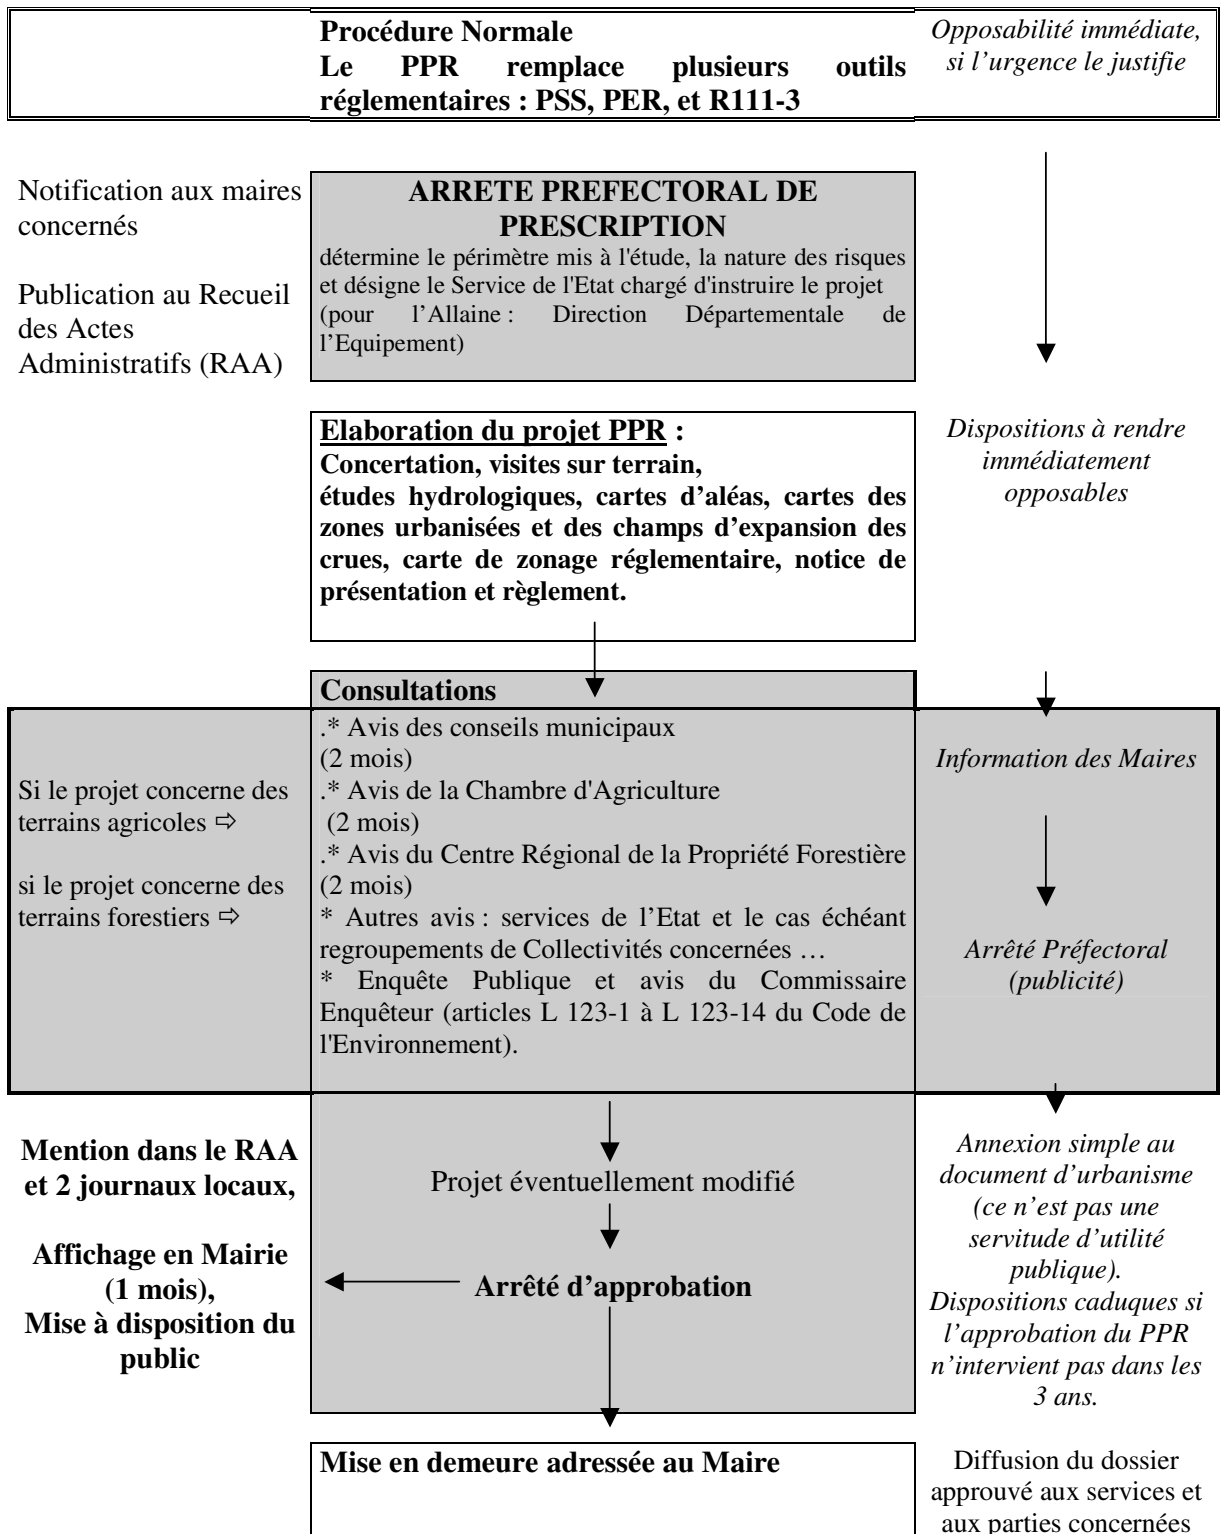 Procédure Normale
Le PPR remplace plusieurs outils
réglementaires : PSS, PER, et R111-3
Opposabilité immédiate,
si l’urgence le justifie
Notification aux maires
concernés
Publication au Recueil
des Actes
Administratifs (RAA)
ARRETE PREFECTORAL DE
PRESCRIPTION
détermine le périmètre mis à l'étude, la nature des risques
et désigne le Service de l'Etat chargé d'instruire le projet
(pour l’Allaine : Direction Départementale de
l’Equipement)
Elaboration du projet PPR :
Concertation, visites sur terrain,
études hydrologiques, cartes d’aléas, cartes des
zones urbanisées et des champs d’expansion des
crues, carte de zonage réglementaire, notice de
présentation et règlement.
Dispositions à rendre
immédiatement
opposables
Consultations
Si le projet concerne des
terrains agricoles ⇨
si le projet concerne des
terrains forestiers ⇨
.* Avis des conseils municipaux
(2 mois)
.* Avis de la Chambre d'Agriculture
(2 mois)
.* Avis du Centre Régional de la Propriété Forestière
(2 mois)
* Autres avis : services de l’Etat et le cas échéant
regroupements de Collectivités concernées …
* Enquête Publique et avis du Commissaire
Enquêteur (articles L 123-1 à L 123-14 du Code de
l'Environnement).
Information des Maires
Arrêté Préfectoral
(publicité)
Mention dans le RAA
et 2 journaux locaux,
Affichage en Mairie
(1 mois),
Mise à disposition du
public
Projet éventuellement modifié
Arrêté d’approbation
Annexion simple au
document d’urbanisme
(ce n’est pas une
servitude d’utilité
publique).
Dispositions caduques si
l’approbation du PPR
n’intervient pas dans les
3 ans.
Mise en demeure adressée au Maire
Diffusion du dossier
approuvé aux services et
aux parties concernées